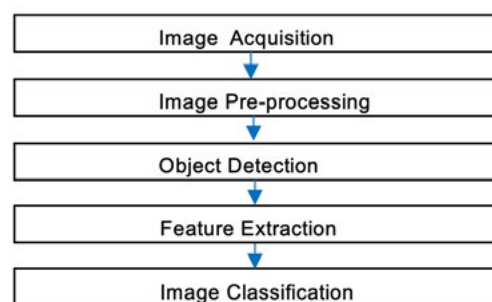 Image Acquisition
Image Pre-processing
Object Detection
Feature Extraction
Image Classification